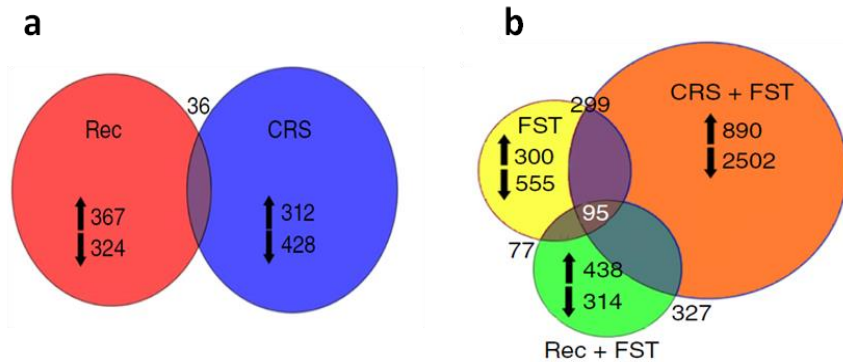 a
36
Rec
CRS
367
324
312
428
b
299
CRS + FST
FST
890
2502
300
555
95
77
438
314
327
Rec + FST